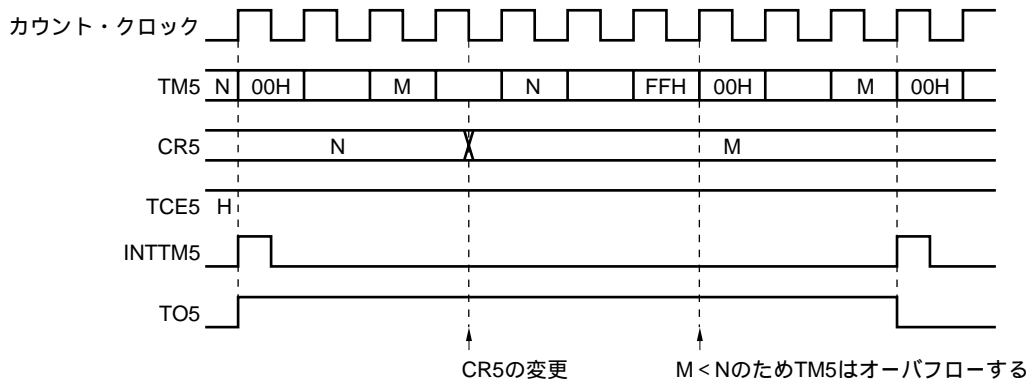 カウント・クロック
TM5 N 00H M N FFH 00H M 00H
CR5 N M
TCE5 H
INTTM5
TO5
CR5の変更 M<NのためTM5はオーバフローする